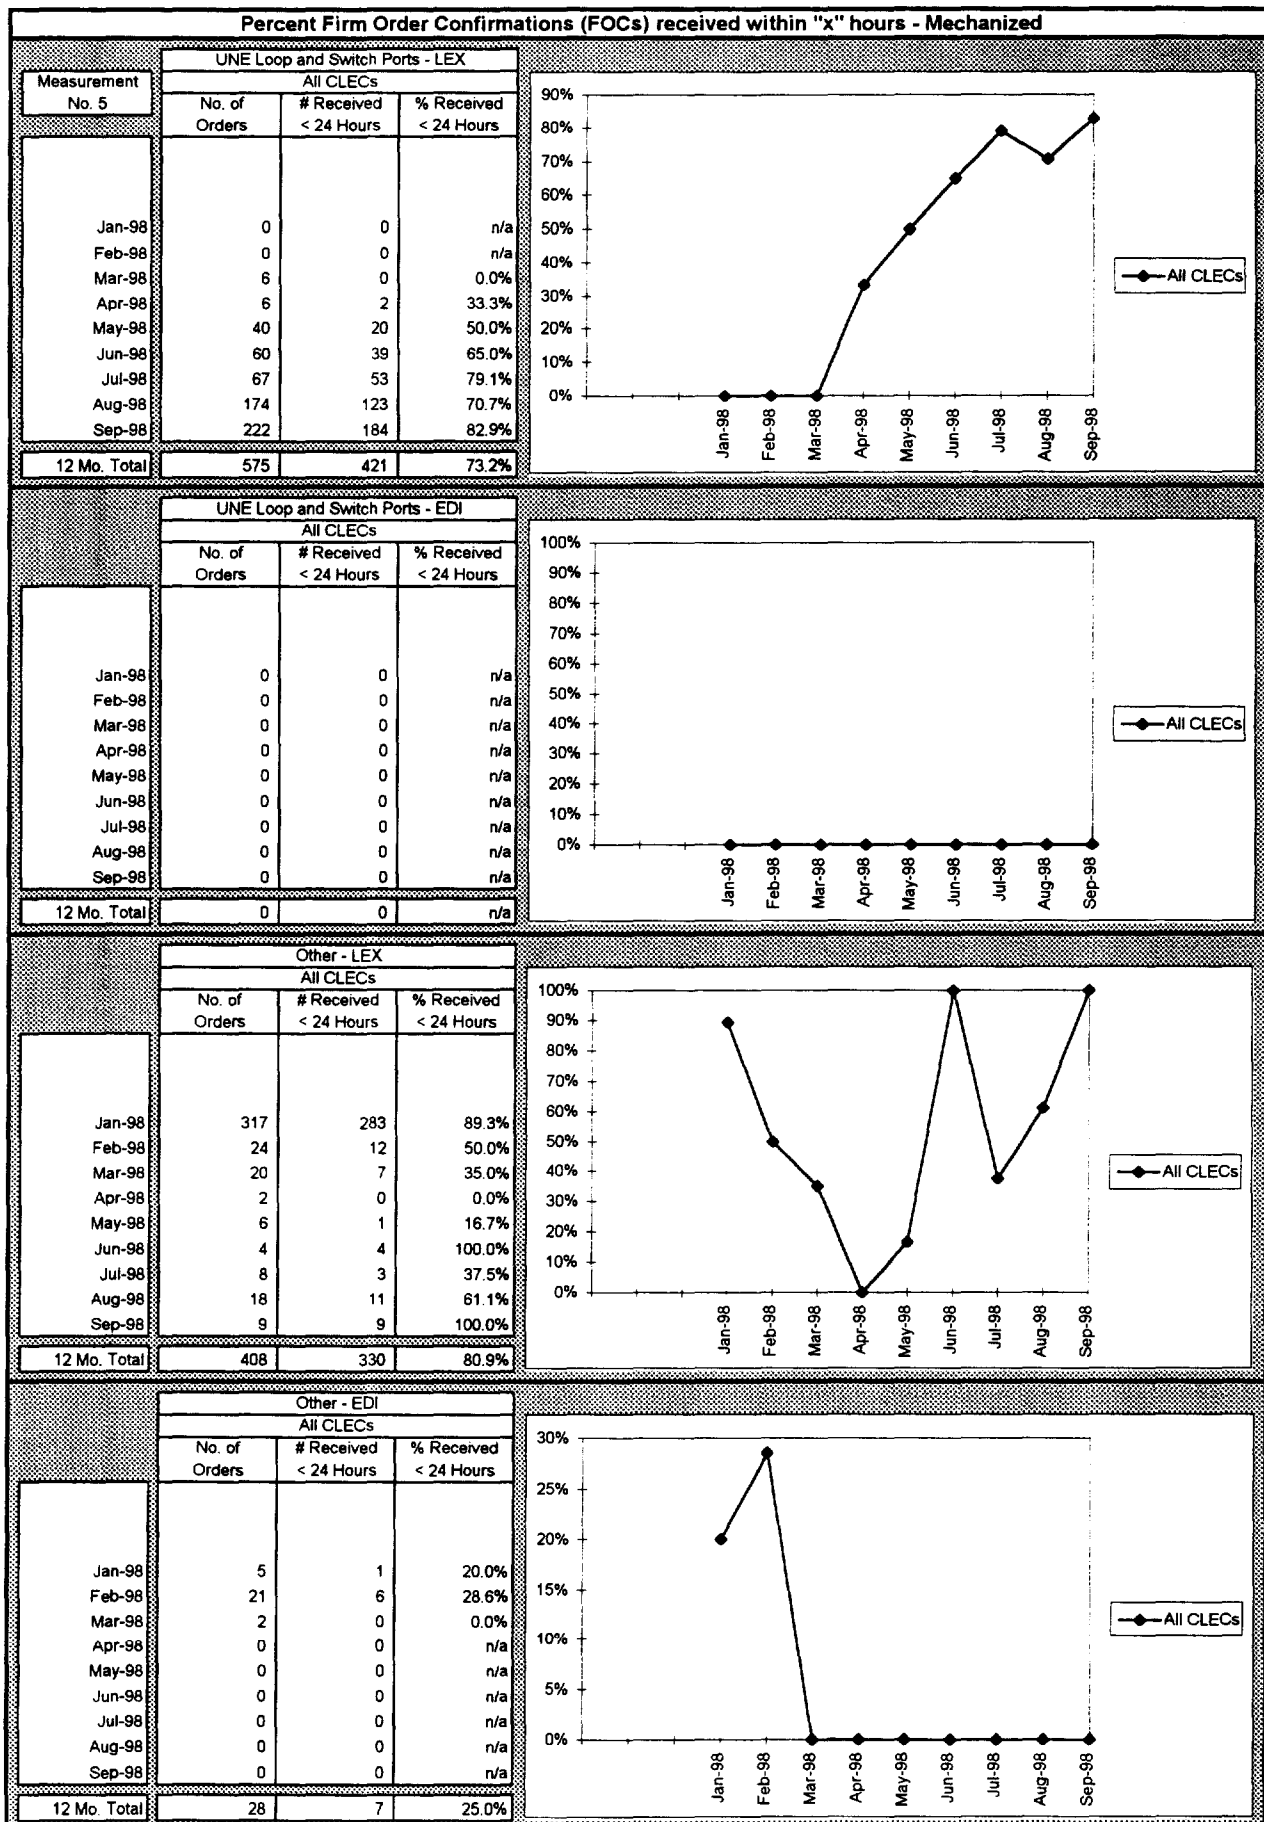 Percent Firm Order Confirmations (FOCs) received within "x" hours - Mechanized
Measurement
No. 5
UNE Loop and Switch Ports - LEX
All CLECs
No. of Orders # Received < 24 Hours % Received < 24 Hours
Jan-98 0 0 n/a
Feb-98 0 0 n/a
Mar-98 6 0 0.0%
Apr-98 6 2 33.3%
May-98 40 20 50.0%
Jun-98 60 39 65.0%
Jul-98 67 53 79.1%
Aug-98 174 123 70.7%
Sep-98 222 184 82.9%
12 Mo. Total 575 421 73.2%
90%
80%
70%
60%
50%
40%
30%
20%
10%
0%
Jan-98 Feb-98 Mar-98 Apr-98 May-98 Jun-98 Jul-98 Aug-98 Sep-98
All CLECs
UNE Loop and Switch Ports - EDI
All CLECs
No. of Orders # Received < 24 Hours % Received < 24 Hours
Jan-98 0 0 n/a
Feb-98 0 0 n/a
Mar-98 0 0 n/a
Apr-98 0 0 n/a
May-98 0 0 n/a
Jun-98 0 0 n/a
Jul-98 0 0 n/a
Aug-98 0 0 n/a
Sep-98 0 0 n/a
12 Mo. Total 0 0 n/a
100%
90%
80%
70%
60%
50%
40%
30%
20%
10%
0%
Jan-98 Feb-98 Mar-98 Apr-98 May-98 Jun-98 Jul-98 Aug-98 Sep-98
All CLECs
Other - LEX
All CLECs
No. of Orders # Received < 24 Hours % Received < 24 Hours
Jan-98 317 283 89.3%
Feb-98 24 12 50.0%
Mar-98 20 7 35.0%
Apr-98 2 0 0.0%
May-98 6 1 16.7%
Jun-98 4 4 100.0%
Jul-98 8 3 37.5%
Aug-98 18 11 61.1%
Sep-98 9 9 100.0%
12 Mo. Total 408 330 80.9%
100%
90%
80%
70%
60%
50%
40%
30%
20%
10%
0%
Jan-98 Feb-98 Mar-98 Apr-98 May-98 Jun-98 Jul-98 Aug-98 Sep-98
All CLECs
Other - EDI
All CLECs
No. of Orders # Received < 24 Hours % Received < 24 Hours
Jan-98 5 1 20.0%
Feb-98 21 6 28.6%
Mar-98 2 0 0.0%
Apr-98 0 0 n/a
May-98 0 0 n/a
Jun-98 0 0 n/a
Jul-98 0 0 n/a
Aug-98 0 0 n/a
Sep-98 0 0 n/a
12 Mo. Total 28 7 25.0%
30%
25%
20%
15%
10%
5%
0%
Jan-98 Feb-98 Mar-98 Apr-98 May-98 Jun-98 Jul-98 Aug-98 Sep-98
All CLECs